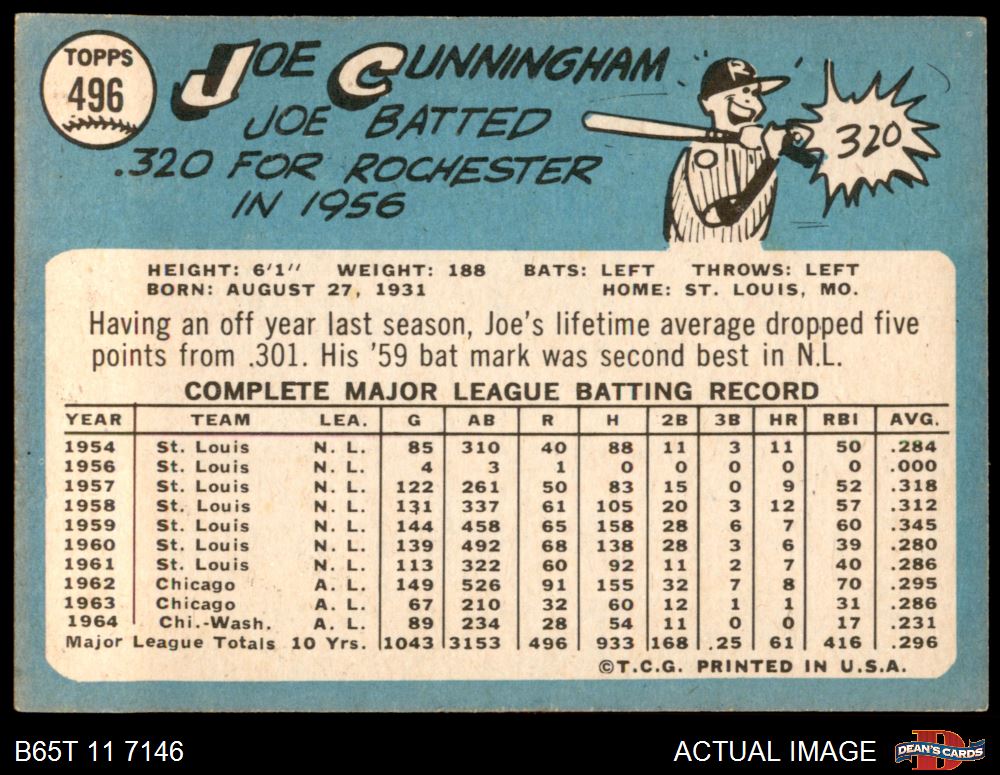 TOPPS
496
JOE CUNNINGHAM
JOE BATTED
.320 FOR ROCHESTER
IN 1956
R
320
HEIGHT: 6'1" WEIGHT: 188 BATS: LEFT THROWS: LEFT
BORN: AUGUST 27, 1931 HOME: ST. LOUIS, MO.
Having an off year last season, Joe's lifetime average dropped five
points from .301. His '59 bat mark was second best in N.L.
COMPLETE MAJOR LEAGUE BATTING RECORD
YEAR TEAM LEA. G AB R H 2B 3B HR RBI AVG.
1954 St. Louis N. L. 85 310 40 88 11 3 11 50 .284
1956 St. Louis N. L. 4 3 1 0 0 0 0 0 .000
1957 St. Louis N. L. 122 261 50 83 15 0 9 52 .318
1958 St. Louis N. L. 131 337 61 105 20 3 12 57 .312
1959 St. Louis N. L. 144 458 65 158 28 6 7 60 .345
1960 St. Louis N. L. 139 492 68 138 28 3 6 39 .280
1961 St. Louis N. L. 113 322 60 92 11 2 7 40 .286
1962 Chicago A. L. 149 526 91 155 32 7 8 70 .295
1963 Chicago A. L. 67 210 32 60 12 1 1 31 .286
1964 Chi.-Wash. A. L. 89 234 28 54 11 0 0 17 .231
Major League Totals 10 Yrs. 1043 3153 496 933 168 25 61 416 .296
©T.C.G. PRINTED IN U.S.A.
B65T 11 7146 ACTUAL IMAGE DEAN'S CARDS